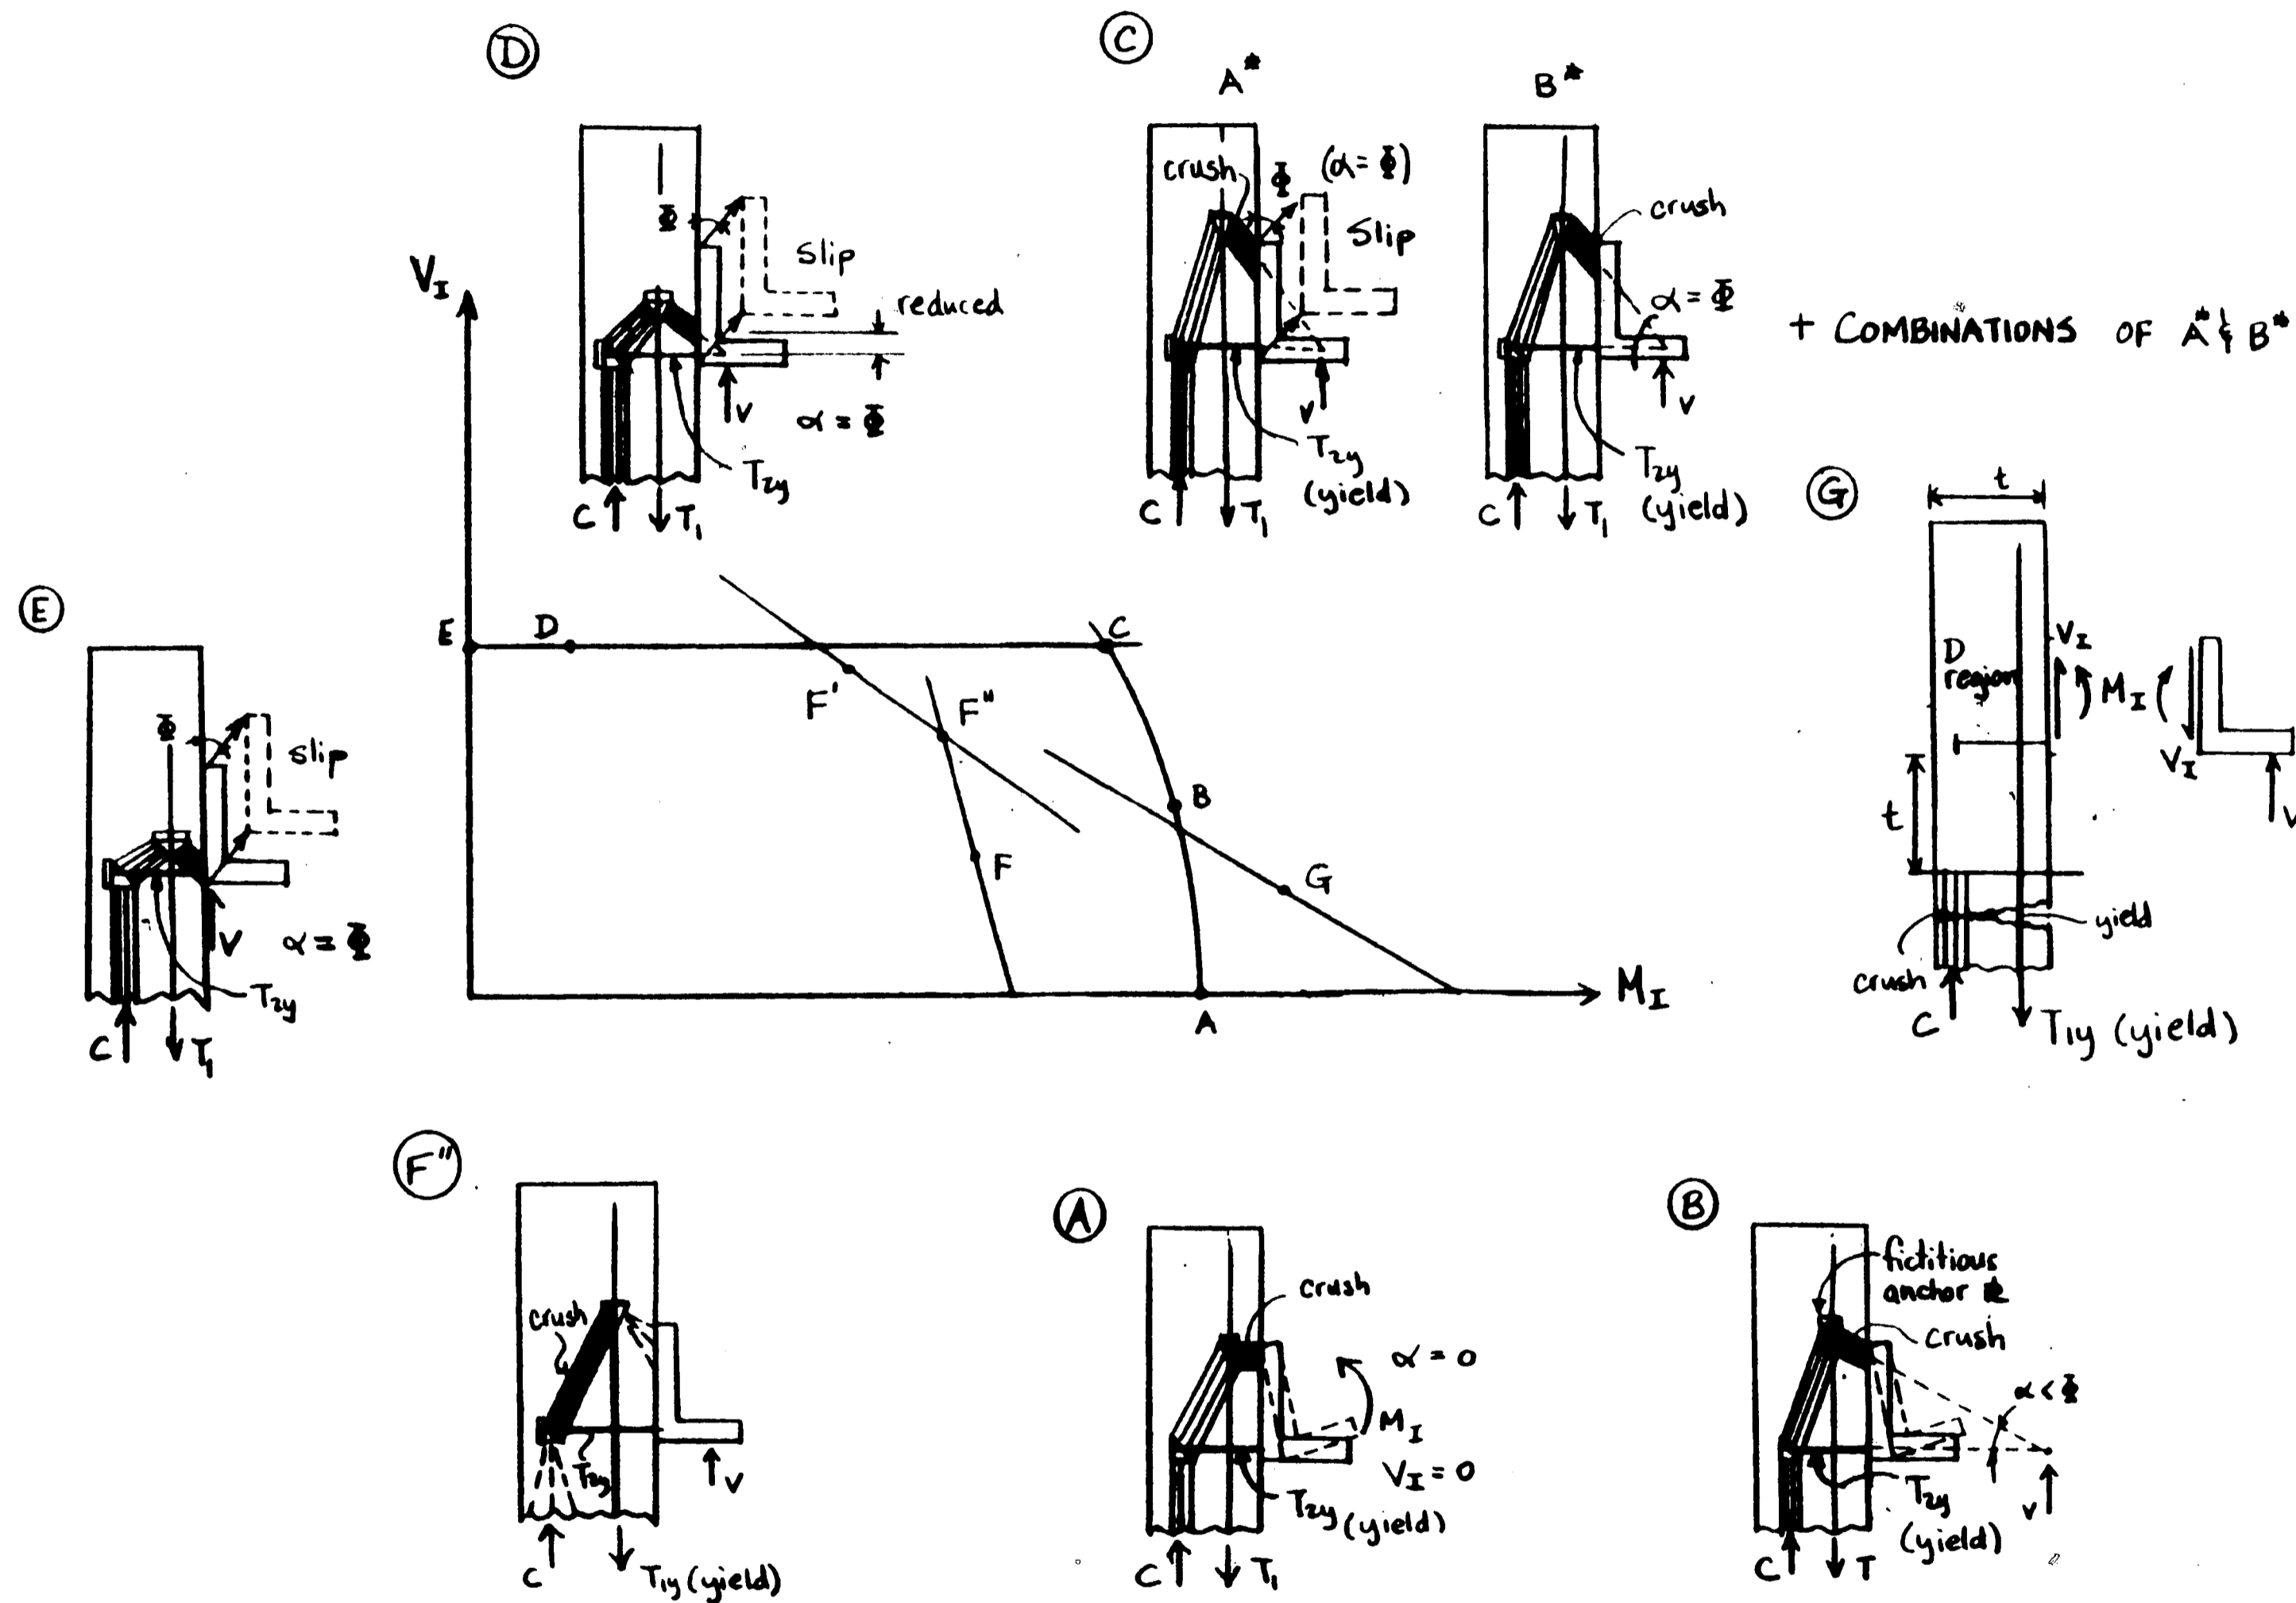 D
Φ
Slip
reduced
V
α = Φ
T2y
C
T1
C
A*
crush
Φ
(α = Φ)
Slip
V
T2y
(yield)
C
T1
B*
crush
α = Φ
V
T2y
(yield)
C
T1
+ COMBINATIONS OF A* & B*
G
t
D
region
VI
MI
VI
V
t
yield
crush
C
T1y (yield)
E
Φ
Slip
V
α = Φ
T2y
C
T1
VI
E
D
C
F'
F"
B
F
G
A
MI
F"
crush
T2y
V
C
T1y (yield)
A
crush
α = 0
MI
VI = 0
T2y (yield)
C
T1
B
fictitious
anchor
crush
α < Φ
T2y
(yield)
V
C
T